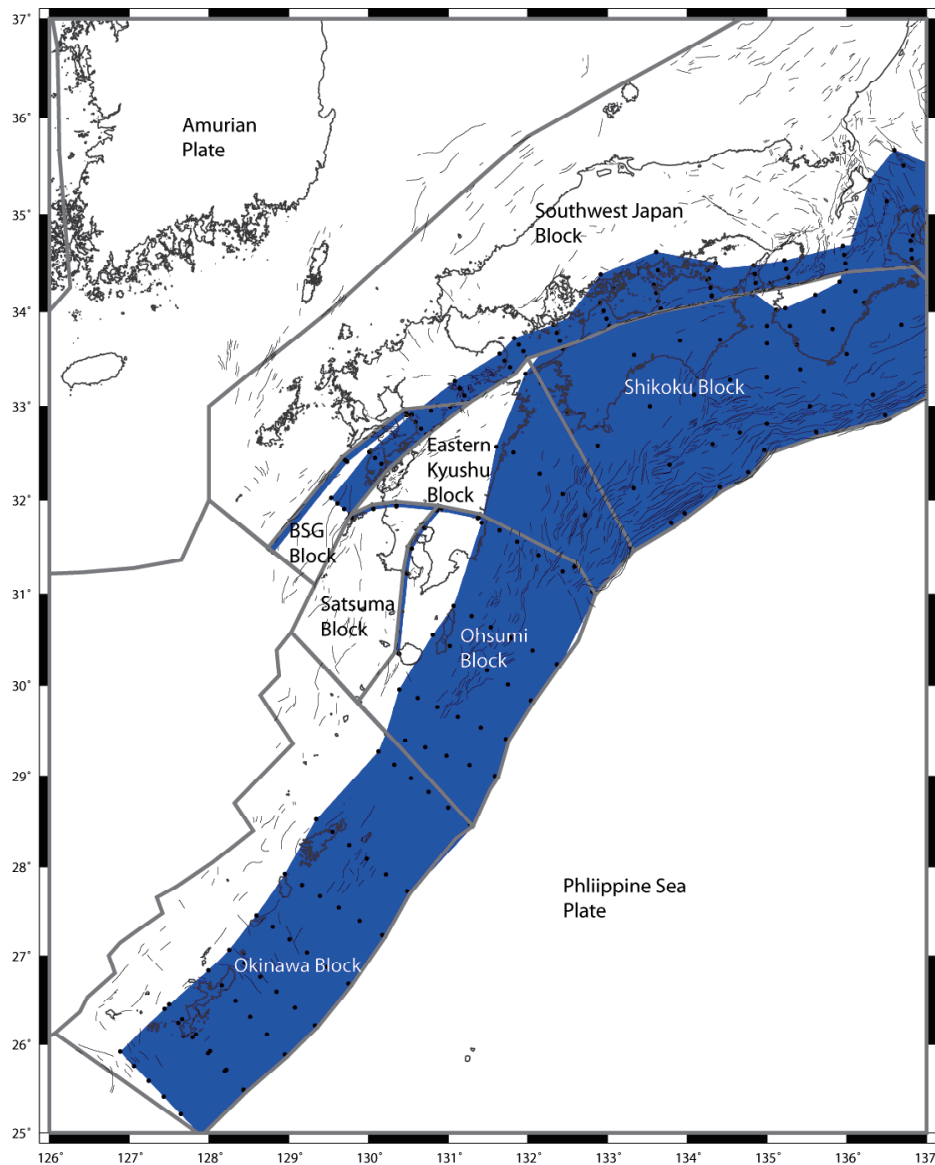 37˚
36˚
35˚
34˚
33˚
32˚
31˚
30˚
29˚
28˚
27˚
26˚
25˚
Amurian
Plate
Southwest Japan
Block
Shikoku Block
Eastern
Kyushu
Block
BSG
Block
Satsuma
Block
Ohsumi
Block
Phliippine Sea
Plate
Okinawa Block
126˚ 127˚ 128˚ 129˚ 130˚ 131˚ 132˚ 133˚ 134˚ 135˚ 136˚ 137